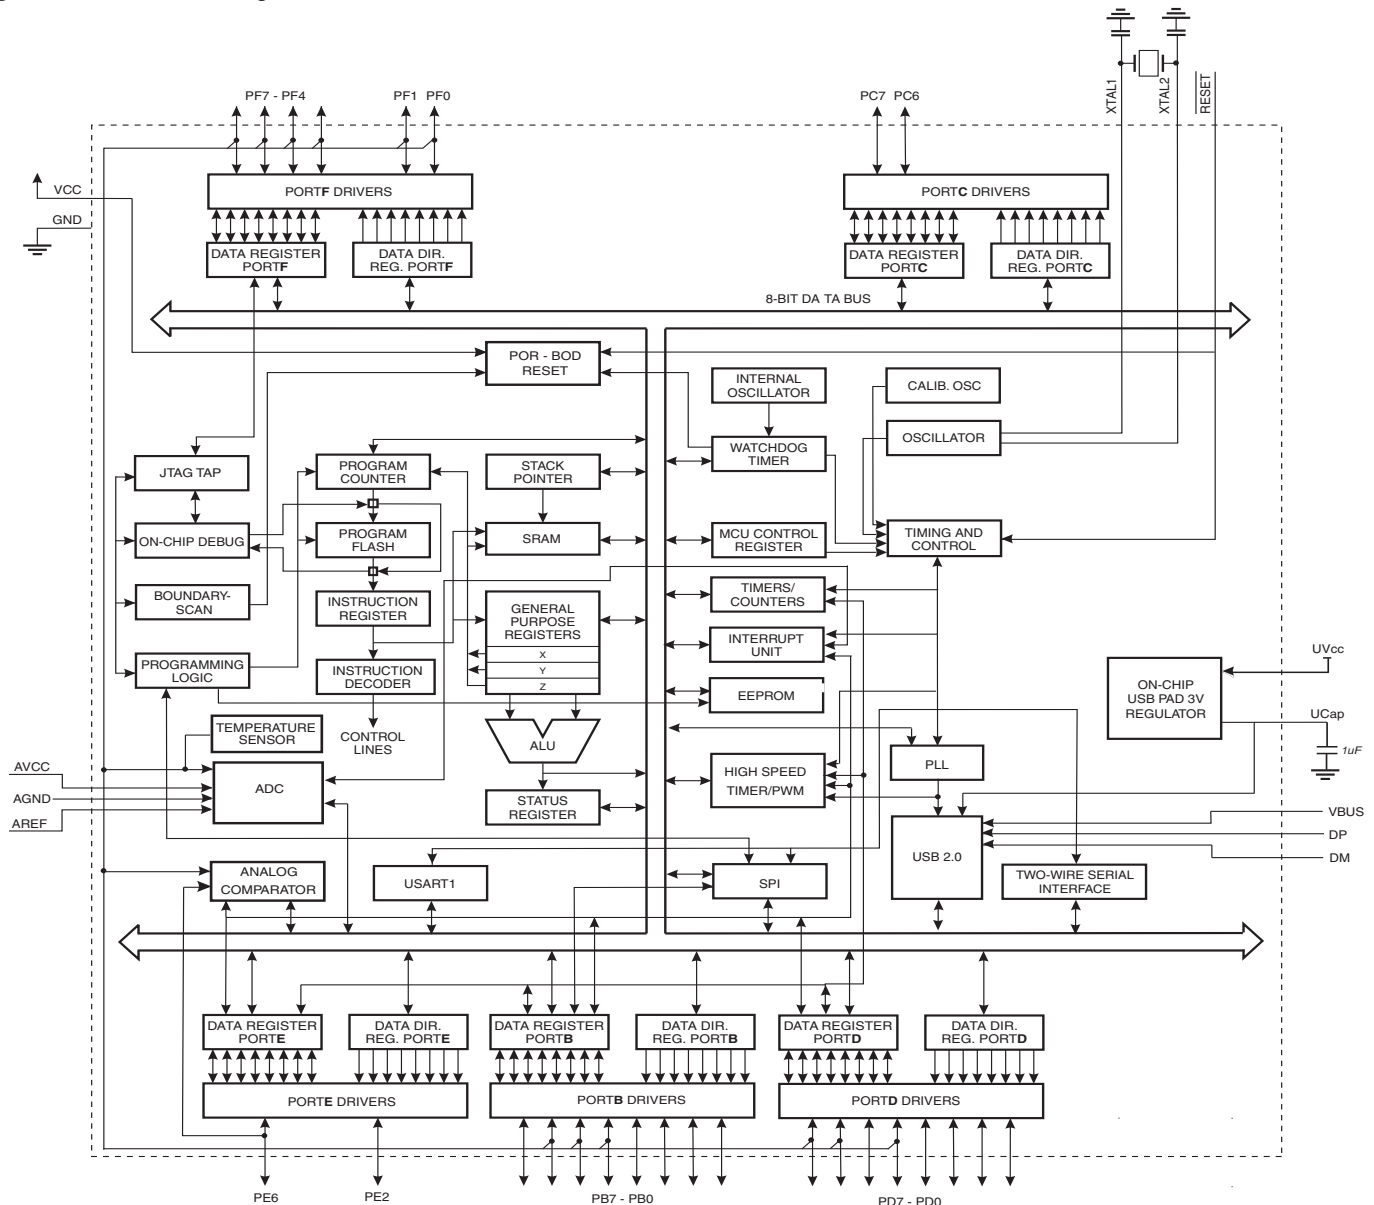 XTAL1
XTAL2
RESET
PF7 - PF4
PF1
PF0
PC7
PC6
VCC
GND
PORTF DRIVERS
PORTC DRIVERS
DATA REGISTER
PORTF
DATA DIR.
REG. PORTF
DATA REGISTER
PORTC
DATA DIR.
REG. PORTC
8-BIT DA TA BUS
POR - BOD
RESET
INTERNAL
OSCILLATOR
CALIB. OSC
OSCILLATOR
WATCHDOG
TIMER
JTAG TAP
PROGRAM
COUNTER
STACK
POINTER
ON-CHIP DEBUG
PROGRAM
FLASH
SRAM
MCU CONTROL
REGISTER
TIMING AND
CONTROL
BOUNDARY-
SCAN
INSTRUCTION
REGISTER
GENERAL
PURPOSE
REGISTERS
X
Y
Z
TIMERS/
COUNTERS
INTERRUPT
UNIT
PROGRAMMING
LOGIC
INSTRUCTION
DECODER
EEPROM
ON-CHIP
USB PAD 3V
REGULATOR
UVcc
UCap
1uF
TEMPERATURE
SENSOR
CONTROL
LINES
ALU
AVCC
AGND
AREF
ADC
STATUS
REGISTER
HIGH SPEED
TIMER/PWM
PLL
VBUS
DP
DM
ANALOG
COMPARATOR
USART1
SPI
USB 2.0
TWO-WIRE SERIAL
INTERFACE
DATA REGISTER
PORTE
DATA DIR.
REG. PORTE
DATA REGISTER
PORTB
DATA DIR.
REG. PORTB
DATA REGISTER
PORTD
DATA DIR.
REG. PORTD
PORTE DRIVERS
PORTB DRIVERS
PORTD DRIVERS
PE6
PE2
PB7 - PB0
PD7 - PD0